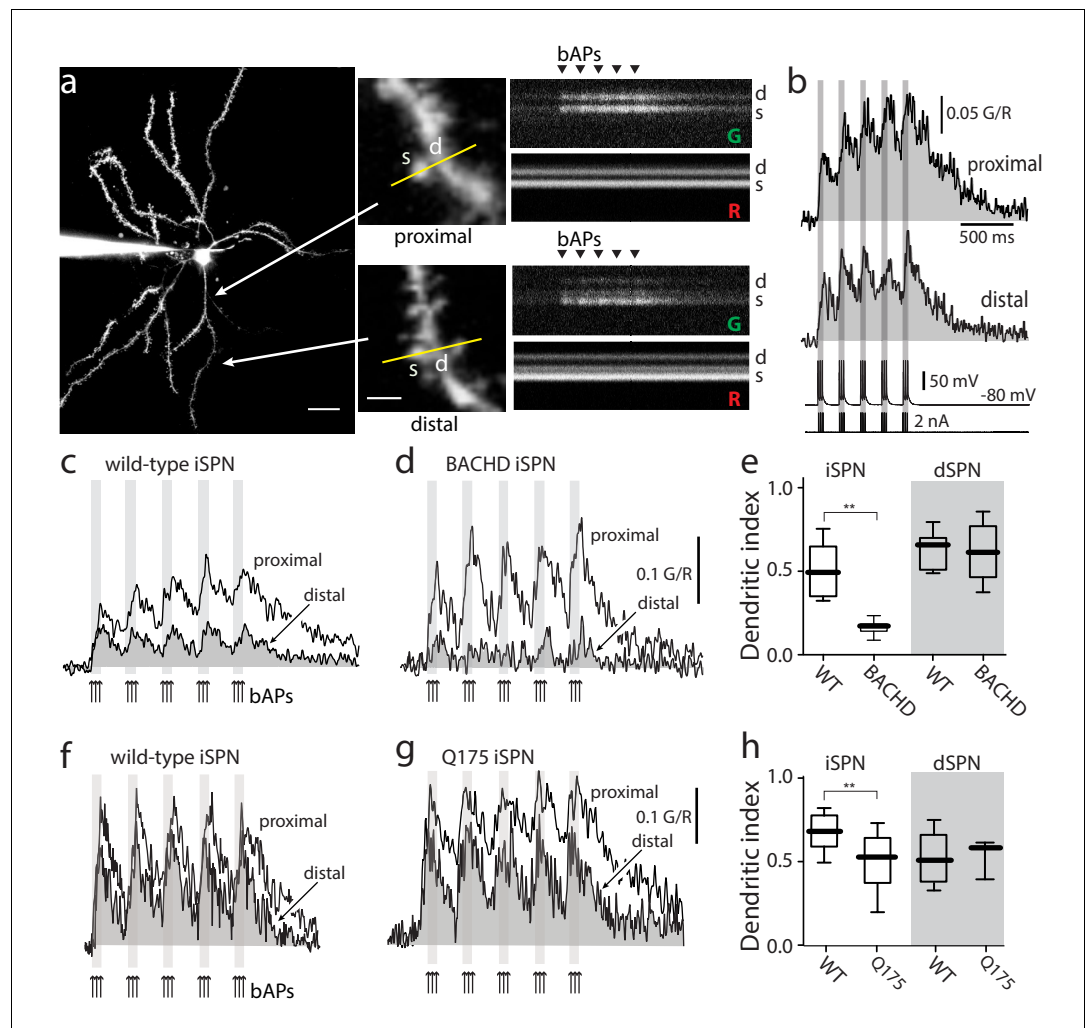 a
bAPs
d
s
G
s
d
d
s
R
proximal
bAPs
d
s
G
s
d
d
s
R
distal
b
0.05 G/R
proximal
500 ms
distal
50 mV
-80 mV
2 nA
c
wild-type iSPN
proximal
distal
bAPs
d
BACHD iSPN
proximal
0.1 G/R
distal
e
iSPN
dSPN
Dendritic index
1.0
**
0.5
0.0
WT
BACHD
WT
BACHD
f
wild-type iSPN
proximal
distal
bAPs
g
Q175 iSPN
proximal
0.1 G/R
distal
h
iSPN
dSPN
Dendritic index
1.0
**
0.5
0.0
WT
Q175
WT
Q175